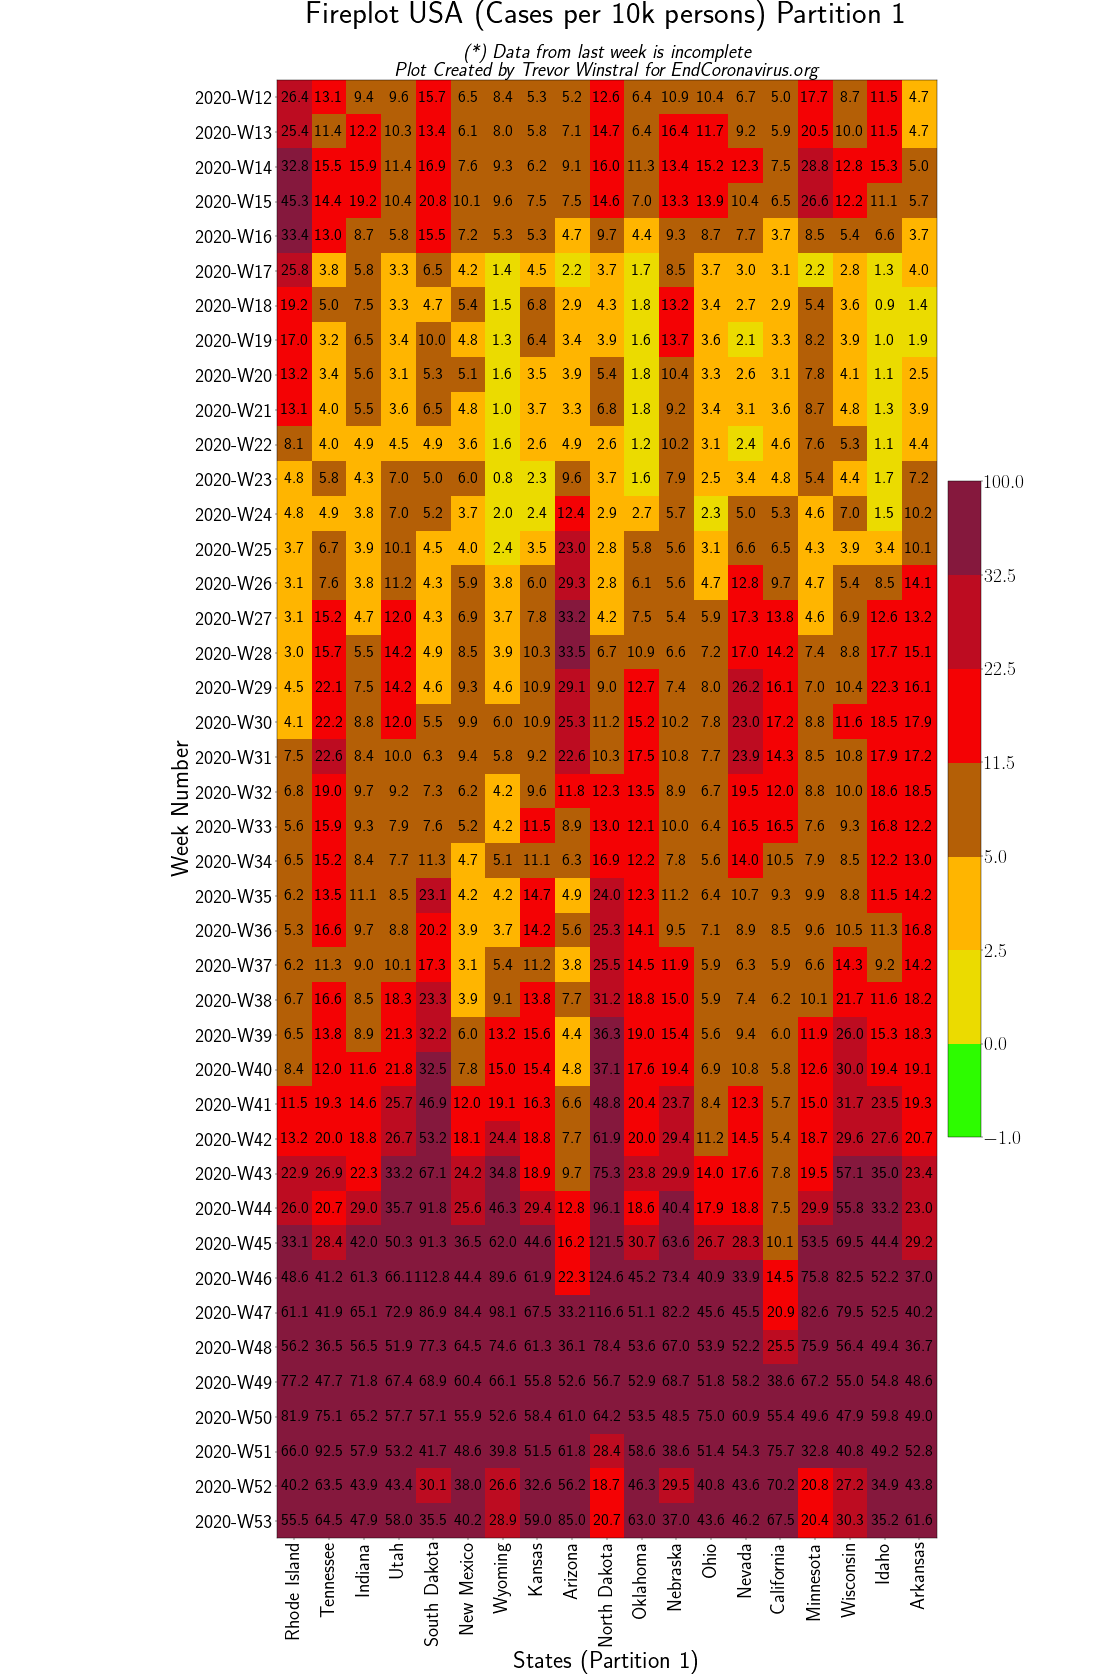 Fireplot USA (Cases per 10k persons) Partition 1
(*) Data from last week is incomplete
Plot Created by Trevor Winstral for EndCoronavirus.org
2020-W12 26.4 13.1 9.4 9.6 15.7 6.5 8.4 5.3 5.2 12.6 6.4 10.9 10.4 6.7 5.0 17.7 8.7 11.5 4.7
2020-W13 25.4 11.4 12.2 10.3 13.4 6.1 8.0 5.8 7.1 14.7 6.4 16.4 11.7 9.2 5.9 20.5 10.0 11.5 4.7
2020-W14 32.8 15.5 15.9 11.4 16.9 7.6 9.3 6.2 9.1 16.0 11.3 13.4 15.2 12.3 7.5 28.8 12.8 15.3 5.0
2020-W15 45.3 14.4 19.2 10.4 20.8 10.1 9.6 7.5 7.5 14.6 7.0 13.3 13.9 10.4 6.5 26.6 12.2 11.1 5.7
2020-W16 33.4 13.0 8.7 5.8 15.5 7.2 5.3 5.3 4.7 9.7 4.4 9.3 8.7 7.7 3.7 8.5 5.4 6.6 3.7
2020-W17 25.8 3.8 5.8 3.3 6.5 4.2 1.4 4.5 2.2 3.7 1.7 8.5 3.7 3.0 3.1 2.2 2.8 1.3 4.0
2020-W18 19.2 5.0 7.5 3.3 4.7 5.4 1.5 6.8 2.9 4.3 1.8 13.2 3.4 2.7 2.9 5.4 3.6 0.9 1.4
2020-W19 17.0 3.2 6.5 3.4 10.0 4.8 1.3 6.4 3.4 3.9 1.6 13.7 3.6 2.1 3.3 8.2 3.9 1.0 1.9
2020-W20 13.2 3.4 5.6 3.1 5.3 5.1 1.6 3.5 3.9 5.4 1.8 10.4 3.3 2.6 3.1 7.8 4.1 1.1 2.5
2020-W21 13.1 4.0 5.5 3.6 6.5 4.8 1.0 3.7 3.3 6.8 1.8 9.2 3.4 3.1 3.6 8.7 4.8 1.3 3.9
2020-W22 8.1 4.0 4.9 4.5 4.9 3.6 1.6 2.6 4.9 2.6 1.2 10.2 3.1 2.4 4.6 7.6 5.3 1.1 4.4
2020-W23 4.8 5.8 4.3 7.0 5.0 6.0 0.8 2.3 9.6 3.7 1.6 7.9 2.5 3.4 4.8 5.4 4.4 1.7 7.2
2020-W24 4.8 4.9 3.8 7.0 5.2 3.7 2.0 2.4 12.4 2.9 2.7 5.7 2.3 5.0 5.3 4.6 7.0 1.5 10.2
2020-W25 3.7 6.7 3.9 10.1 4.5 4.0 2.4 3.5 23.0 2.8 5.8 5.6 3.1 6.6 6.5 4.3 3.9 3.4 10.1
2020-W26 3.1 7.6 3.8 11.2 4.3 5.9 3.8 6.0 29.3 2.8 6.1 5.6 4.7 12.8 9.7 4.7 5.4 8.5 14.1
2020-W27 3.1 15.2 4.7 12.0 4.3 6.9 3.7 7.8 33.2 4.2 7.5 5.4 5.9 17.3 13.8 4.6 6.9 12.6 13.2
2020-W28 3.0 15.7 5.5 14.2 4.9 8.5 3.9 10.3 33.5 6.7 10.9 6.6 7.2 17.0 14.2 7.4 8.8 17.7 15.1
2020-W29 4.5 22.1 7.5 14.2 4.6 9.3 4.6 10.9 29.1 9.0 12.7 7.4 8.0 26.2 16.1 7.0 10.4 22.3 16.1
2020-W30 4.1 22.2 8.8 12.0 5.5 9.9 6.0 10.9 25.3 11.2 15.2 10.2 7.8 23.0 17.2 8.8 11.6 18.5 17.9
2020-W31 7.5 22.6 8.4 10.0 6.3 9.4 5.8 9.2 22.6 10.3 17.5 10.8 7.7 23.9 14.3 8.5 10.8 17.9 17.2
2020-W32 6.8 19.0 9.7 9.2 7.3 6.2 4.2 9.6 11.8 12.3 13.5 8.9 6.7 19.5 12.0 8.8 10.0 18.6 18.5
2020-W33 5.6 15.9 9.3 7.9 7.6 5.2 4.2 11.5 8.9 13.0 12.1 10.0 6.4 16.5 16.5 7.6 9.3 16.8 12.2
2020-W34 6.5 15.2 8.4 7.7 11.3 4.7 5.1 11.1 6.3 16.9 12.2 7.8 5.6 14.0 10.5 7.9 8.5 12.2 13.0
2020-W35 6.2 13.5 11.1 8.5 23.1 4.2 4.2 14.7 4.9 24.0 12.3 11.2 6.4 10.7 9.3 9.9 8.8 11.5 14.2
2020-W36 5.3 16.6 9.7 8.8 20.2 3.9 3.7 14.2 5.6 25.3 14.1 9.5 7.1 8.9 8.5 9.6 10.5 11.3 16.8
2020-W37 6.2 11.3 9.0 10.1 17.3 3.1 5.4 11.2 3.8 25.5 14.5 11.9 5.9 6.3 5.9 6.6 14.3 9.2 14.2
2020-W38 6.7 16.6 8.5 18.3 23.3 3.9 9.1 13.8 7.7 31.2 18.8 15.0 5.9 7.4 6.2 10.1 21.7 11.6 18.2
2020-W39 6.5 13.8 8.9 21.3 32.2 6.0 13.2 15.6 4.4 36.3 19.0 15.4 5.6 9.4 6.0 11.9 26.0 15.3 18.3
2020-W40 8.4 12.0 11.6 21.8 32.5 7.8 15.0 15.4 4.8 37.1 17.6 19.4 6.9 10.8 5.8 12.6 30.0 19.4 19.1
2020-W41 11.5 19.3 14.6 25.7 46.9 12.0 19.1 16.3 6.6 48.8 20.4 23.7 8.4 12.3 5.7 15.0 31.7 23.5 19.3
2020-W42 13.2 20.0 18.8 26.7 53.2 18.1 24.4 18.8 7.7 61.9 20.0 29.4 11.2 14.5 5.4 18.7 29.6 27.6 20.7
2020-W43 22.9 26.9 22.3 33.2 67.1 24.2 34.8 18.9 9.7 75.3 23.8 29.9 14.0 17.6 7.8 19.5 57.1 35.0 23.4
2020-W44 26.0 20.7 29.0 35.7 91.8 25.6 46.3 29.4 12.8 96.1 18.6 40.4 17.9 18.8 7.5 29.9 55.8 33.2 23.0
2020-W45 33.1 28.4 42.0 50.3 91.3 36.5 62.0 44.6 16.2 121.5 30.7 63.6 26.7 28.3 10.1 53.5 69.5 44.4 29.2
2020-W46 48.6 41.2 61.3 66.1 112.8 44.4 89.6 61.9 22.3 124.6 45.2 73.4 40.9 33.9 14.5 75.8 82.5 52.2 37.0
2020-W47 61.1 41.9 65.1 72.9 86.9 84.4 98.1 67.5 33.2 116.6 51.1 82.2 45.6 45.5 20.9 82.6 79.5 52.5 40.2
2020-W48 56.2 36.5 56.5 51.9 77.3 64.5 74.6 61.3 36.1 78.4 53.6 67.0 53.9 52.2 25.5 75.9 56.4 49.4 36.7
2020-W49 77.2 47.7 71.8 67.4 68.9 60.4 66.1 55.8 52.6 56.7 52.9 68.7 51.8 58.2 38.6 67.2 55.0 54.8 48.6
2020-W50 81.9 75.1 65.2 57.7 57.1 55.9 52.6 58.4 61.0 64.2 53.5 48.5 75.0 60.9 55.4 49.6 47.9 59.8 49.0
2020-W51 66.0 92.5 57.9 53.2 41.7 48.6 39.8 51.5 61.8 28.4 58.6 38.6 51.4 54.3 75.7 32.8 40.8 49.2 52.8
2020-W52 40.2 63.5 43.9 43.4 30.1 38.0 26.6 32.6 56.2 18.7 46.3 29.5 40.8 43.6 70.2 20.8 27.2 34.9 43.8
2020-W53 55.5 64.5 47.9 58.0 35.5 40.2 28.9 59.0 85.0 20.7 63.0 37.0 43.6 46.2 67.5 20.4 30.3 35.2 61.6
Week Number
Rhode Island
Tennessee
Indiana
Utah
South Dakota
New Mexico
Wyoming
Kansas
Arizona
North Dakota
Oklahoma
Nebraska
Ohio
Nevada
California
Minnesota
Wisconsin
Idaho
Arkansas
States (Partition 1)
100.0
32.5
22.5
11.5
5.0
2.5
0.0
−1.0